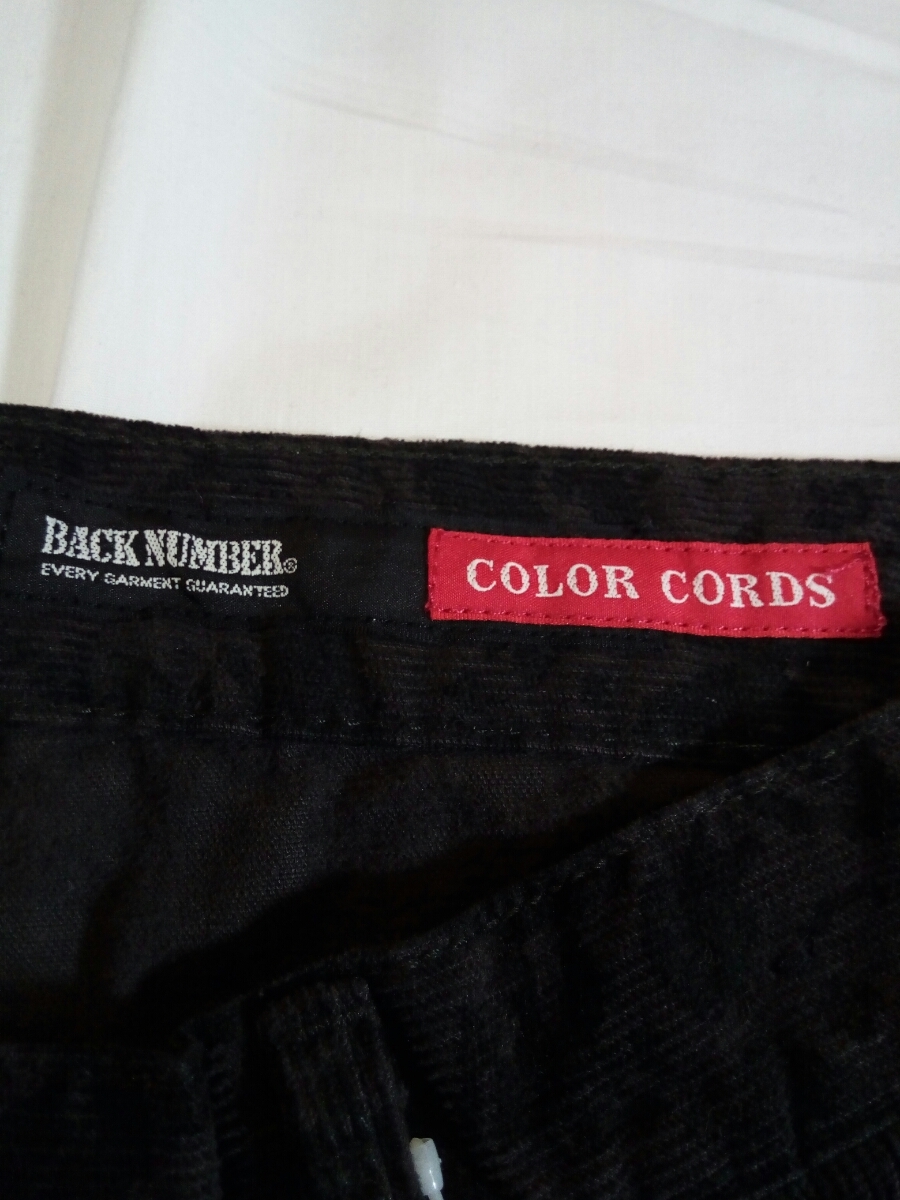 BACK NUMBER®
EVERY GARMENT GUARANTEED
COLOR CORDS